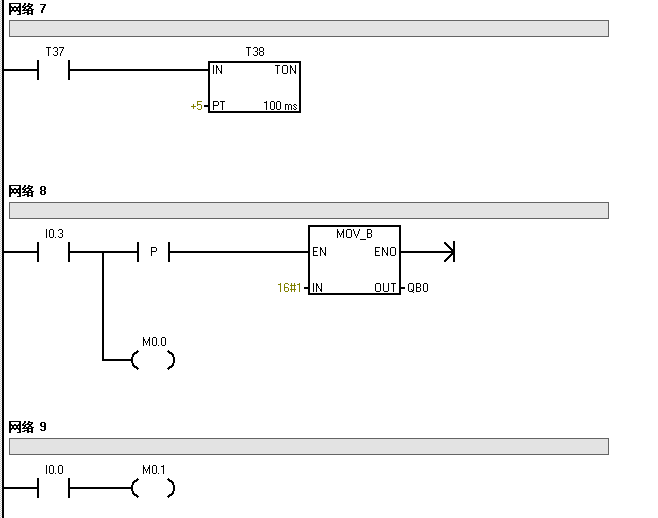 网络 7
T37
T38
IN TON
+5 PT 100 ms
网络 8
I0.3
P
MOV_B
EN ENO
16#1 IN OUT QB0
M0.0
网络 9
I0.0
M0.1